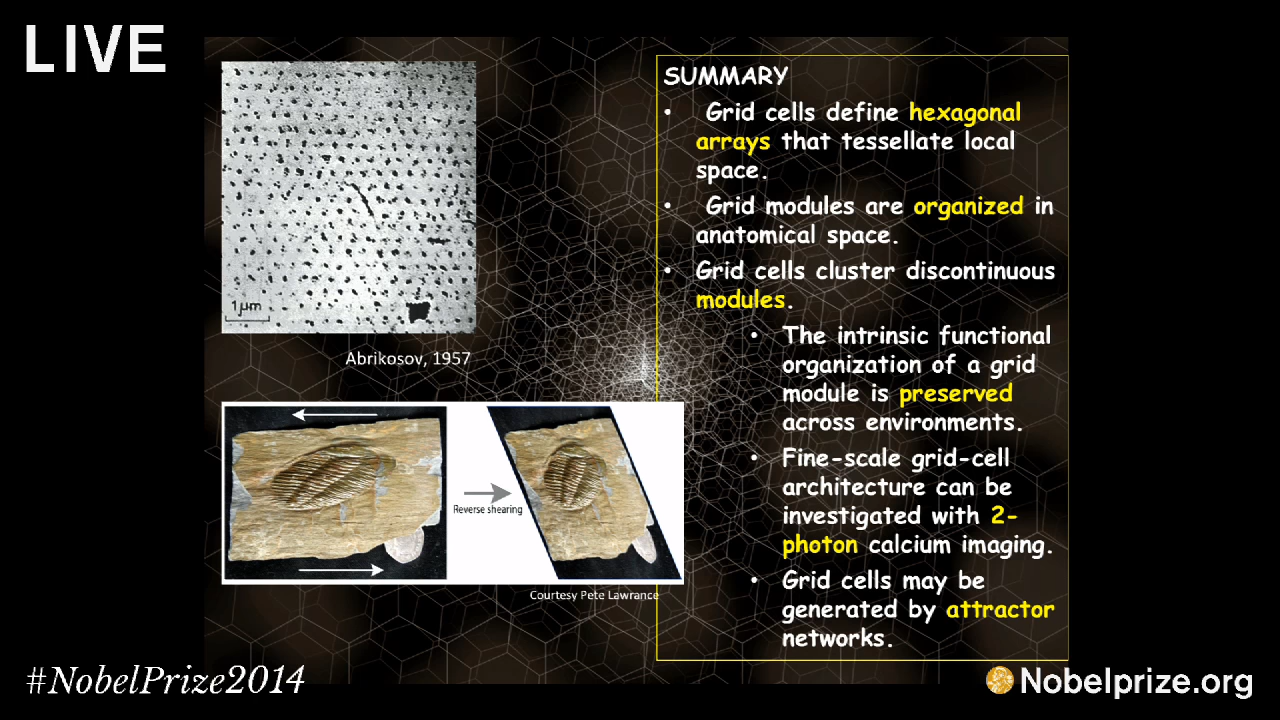 LIVE
1µm
Abrikosov, 1957
Reverse shearing
Courtesy Pete Lawrance
SUMMARY
• Grid cells define hexagonal
arrays that tessellate local
space.
• Grid modules are organized in
anatomical space.
• Grid cells cluster discontinuous
modules.
• The intrinsic functional
organization of a grid
module is preserved
across environments.
• Fine-scale grid-cell
architecture can be
investigated with 2-
photon calcium imaging.
• Grid cells may be
generated by attractor
networks.
#NobelPrize2014
Nobelprize.org